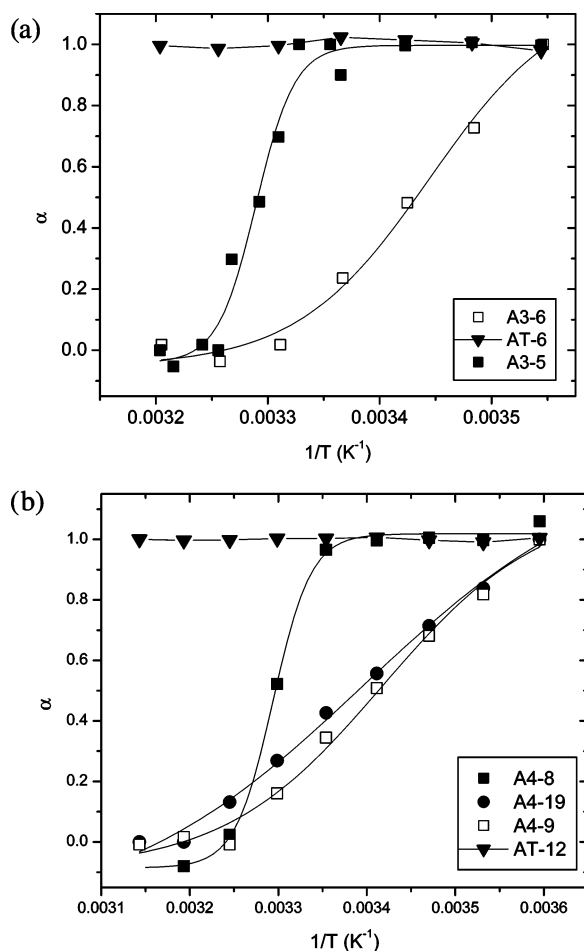 (a)
1.0
0.8
0.6
0.4
0.2
0.0
α
A3-6
AT-6
A3-5
0.0032 0.0033 0.0034 0.0035
1/T (K⁻¹)
(b)
1.0
0.8
0.6
0.4
0.2
0.0
α
A4-8
A4-19
A4-9
AT-12
0.0031 0.0032 0.0033 0.0034 0.0035 0.0036
1/T (K⁻¹)